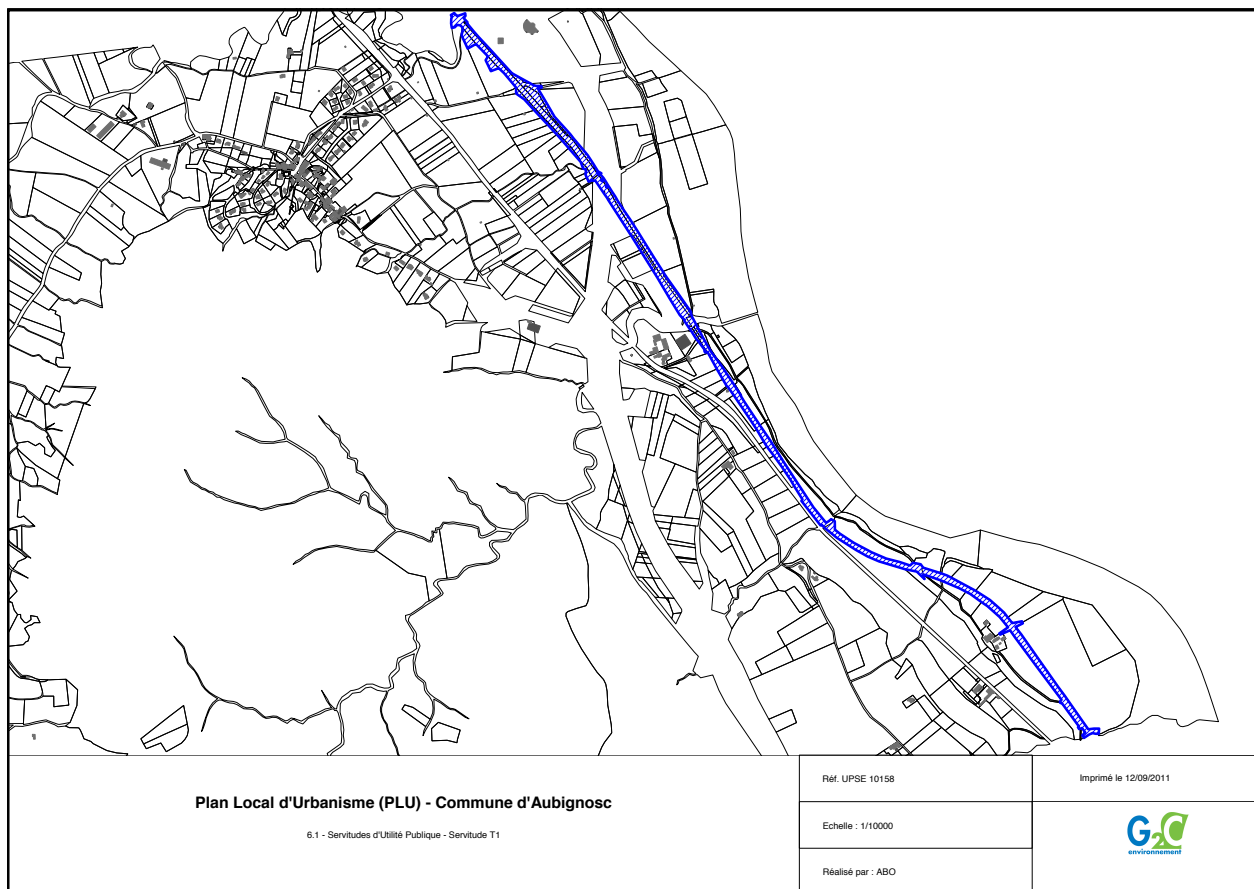 Plan Local d'Urbanisme (PLU) - Commune d'Aubignosc
6.1 - Servitudes d'Utilité Publique - Servitude T1
Réf. UPSE 10158
Echelle : 1/10000
Réalisé par : ABO
Imprimé le 12/09/2011
G2C
environnement